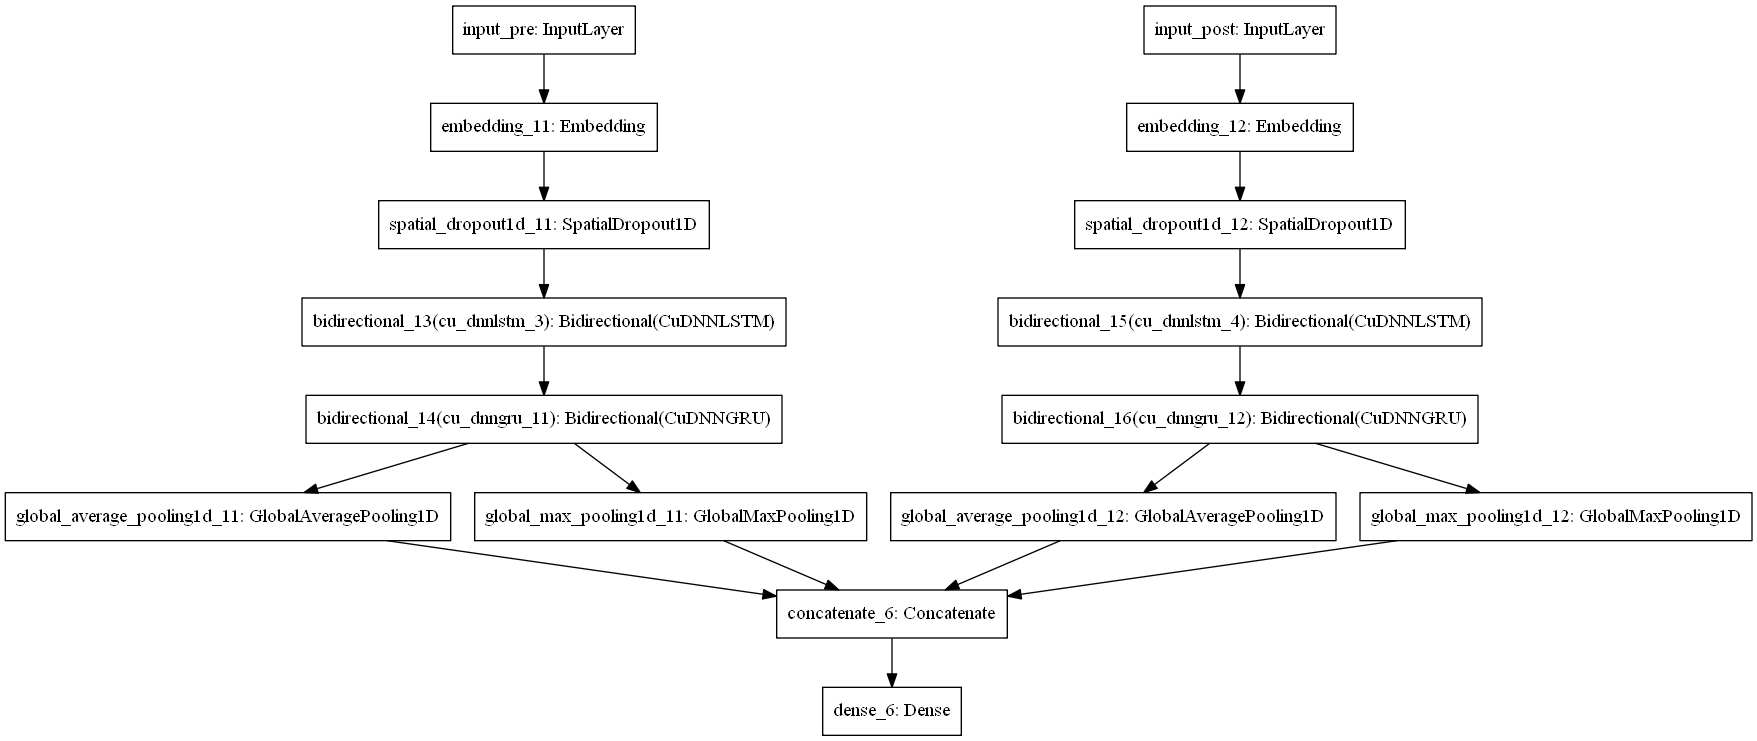 input_pre: InputLayer
input_post: InputLayer
embedding_11: Embedding
embedding_12: Embedding
spatial_dropout1d_11: SpatialDropout1D
spatial_dropout1d_12: SpatialDropout1D
bidirectional_13(cu_dnnlstm_3): Bidirectional(CuDNNLSTM)
bidirectional_15(cu_dnnlstm_4): Bidirectional(CuDNNLSTM)
bidirectional_14(cu_dnngru_11): Bidirectional(CuDNNGRU)
bidirectional_16(cu_dnngru_12): Bidirectional(CuDNNGRU)
global_average_pooling1d_11: GlobalAveragePooling1D
global_max_pooling1d_11: GlobalMaxPooling1D
global_average_pooling1d_12: GlobalAveragePooling1D
global_max_pooling1d_12: GlobalMaxPooling1D
concatenate_6: Concatenate
dense_6: Dense